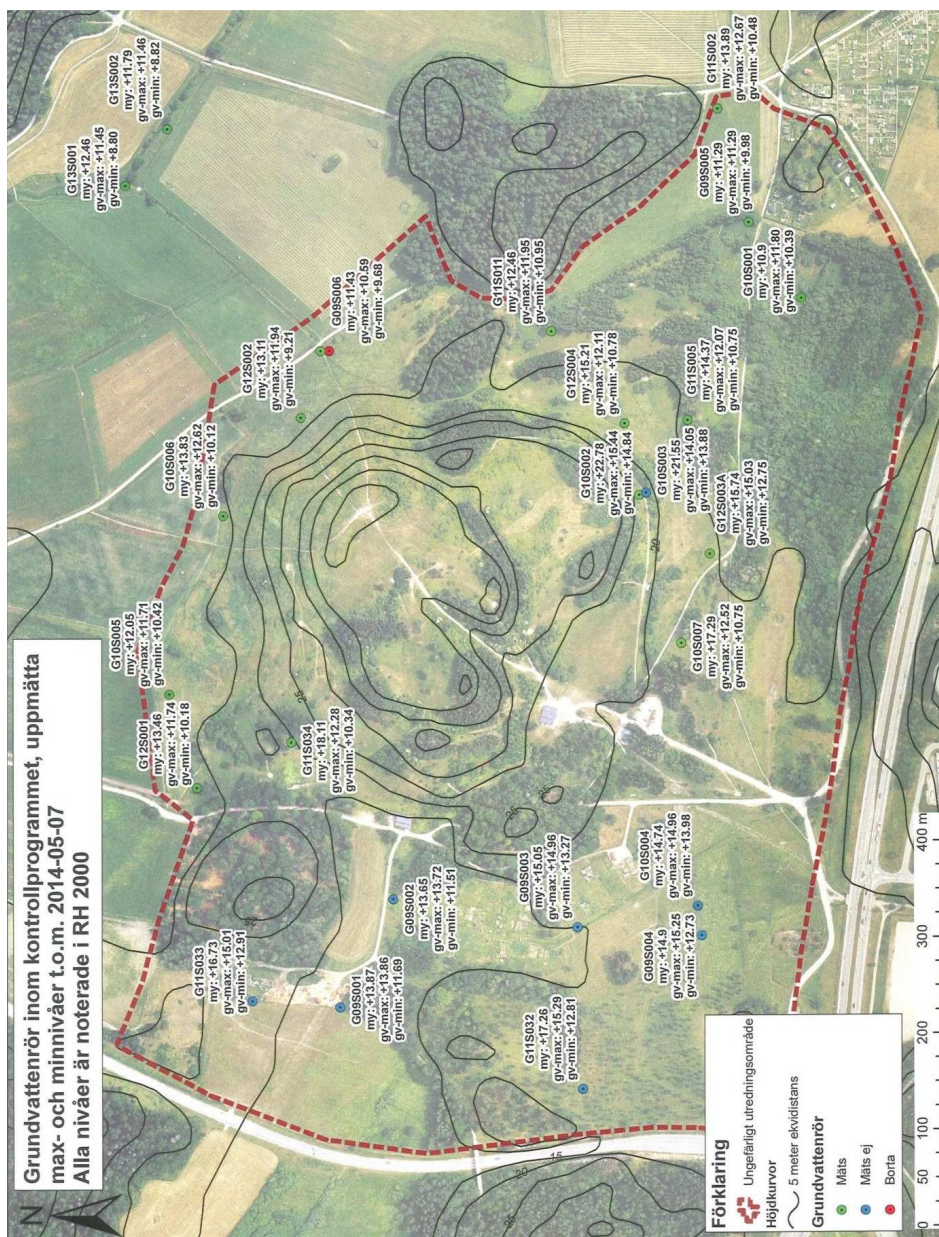 N
Grundvattenrör inom kontrollprogrammet, uppmätta
max- och minnivåer t.o.m. 2014-05-07
Alla nivåer är noterade i RH 2000
G13S001
my: +12.46
gv-max: +11.45
gv-min: +8.80
G13S002
my: +11.79
gv-max: +11.46
gv-min: +8.82
G12S001
my: +13.46
gv-max: +11.74
gv-min: +10.18
G10S005
my: +12.05
gv-max: +11.71
gv-min: +10.42
G10S006
my: +13.83
gv-max: +12.62
gv-min: +10.12
G12S002
my: +13.11
gv-max: +11.94
gv-min: +9.21
G09S006
my: +11.43
gv-max: +10.59
gv-min: +9.68
G11S033
my: +16.73
gv-max: +15.01
gv-min: +12.91
G11S034
my: +18.11
gv-max: +12.28
gv-min: +10.34
G09S001
my: +13.87
gv-max: +13.86
gv-min: +11.69
G09S002
my: +13.65
gv-max: +13.72
gv-min: +11.51
G11S011
my: +12.46
gv-max: +11.95
gv-min: +10.95
G11S032
my: +17.26
gv-max: +15.29
gv-min: +12.81
G09S003
my: +15.05
gv-max: +14.96
gv-min: +13.27
G10S002
my: +22.78
gv-max: +15.44
gv-min: +14.84
G12S004
my: +15.21
gv-max: +12.11
gv-min: +10.78
G09S004
my: +14.9
gv-max: +15.25
gv-min: +12.73
G10S004
my: +14.74
gv-max: +14.96
gv-min: +13.98
G10S003
my: +21.55
gv-max: +14.05
gv-min: +13.88
G11S005
my: +14.37
gv-max: +12.07
gv-min: +10.75
G09S005
my: +11.29
gv-max: +11.29
gv-min: +9.98
G11S002
my: +13.89
gv-max: +12.67
gv-min: +10.48
G10S007
my: +17.29
gv-max: +12.52
gv-min: +10.75
G12S003A
my: +15.74
gv-max: +15.03
gv-min: +12.75
G10S001
my: +10.9
gv-max: +11.80
gv-min: +10.39
25
25
25
20
15
20
25
Förklaring
Ungefärligt utredningsområde
Höjdkurvor
5 meter ekvidistans
Grundvattenrör
Mäts
Mäts ej
Borta
0 50 100 200 300 400 m